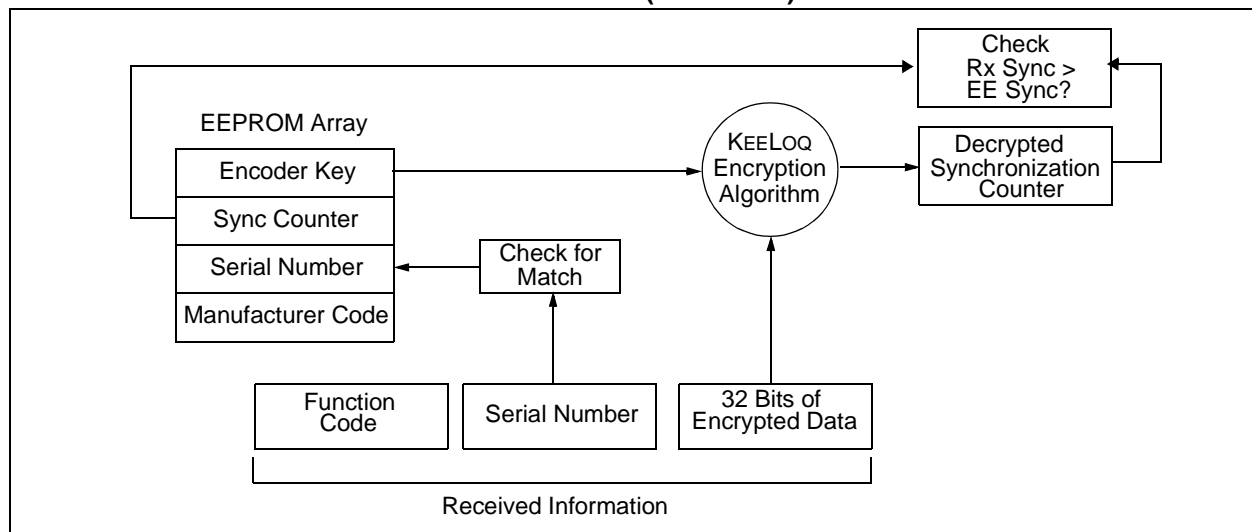 Check
Rx Sync >
EE Sync?
EEPROM Array
Encoder Key
Sync Counter
Serial Number
Manufacturer Code
KEELOQ
Encryption
Algorithm
Decrypted
Synchronization
Counter
Check for
Match
Function
Code
Serial Number
32 Bits of
Encrypted Data
Received Information